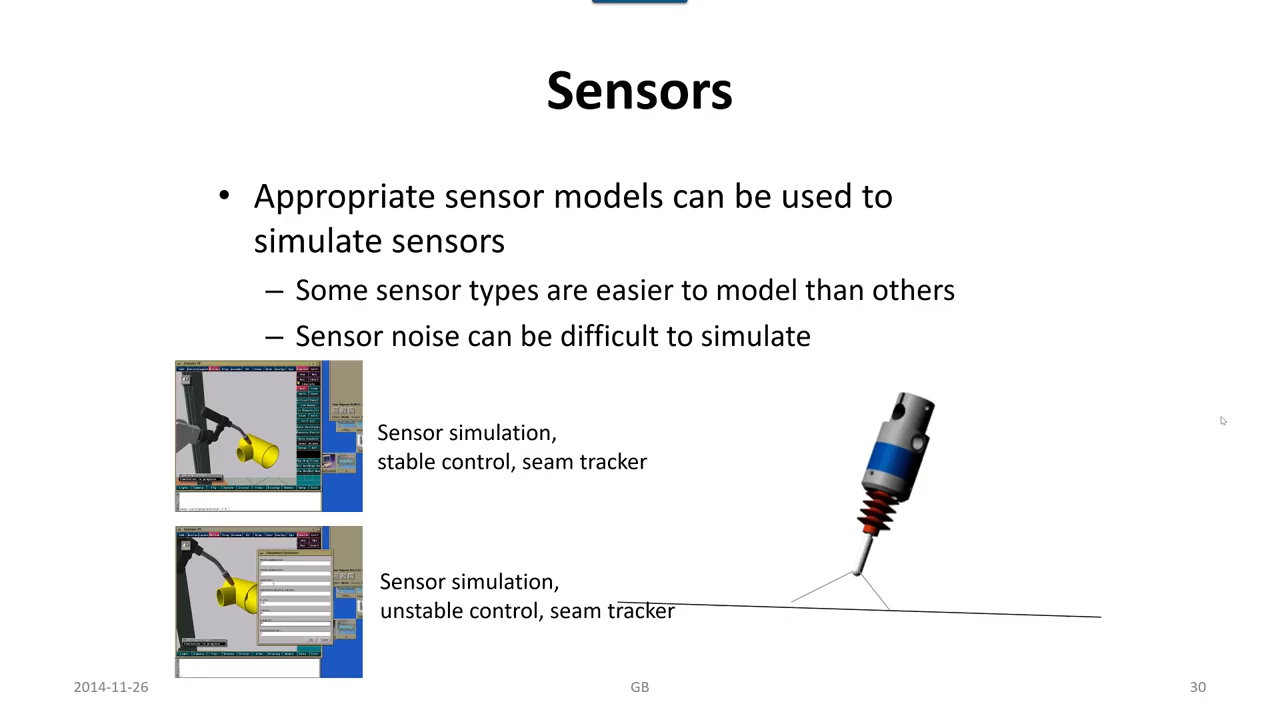 Sensors
• Appropriate sensor models can be used to
simulate sensors
– Some sensor types are easier to model than others
– Sensor noise can be difficult to simulate
Sensor simulation,
stable control, seam tracker
Sensor simulation,
unstable control, seam tracker
2014-11-26
GB
30